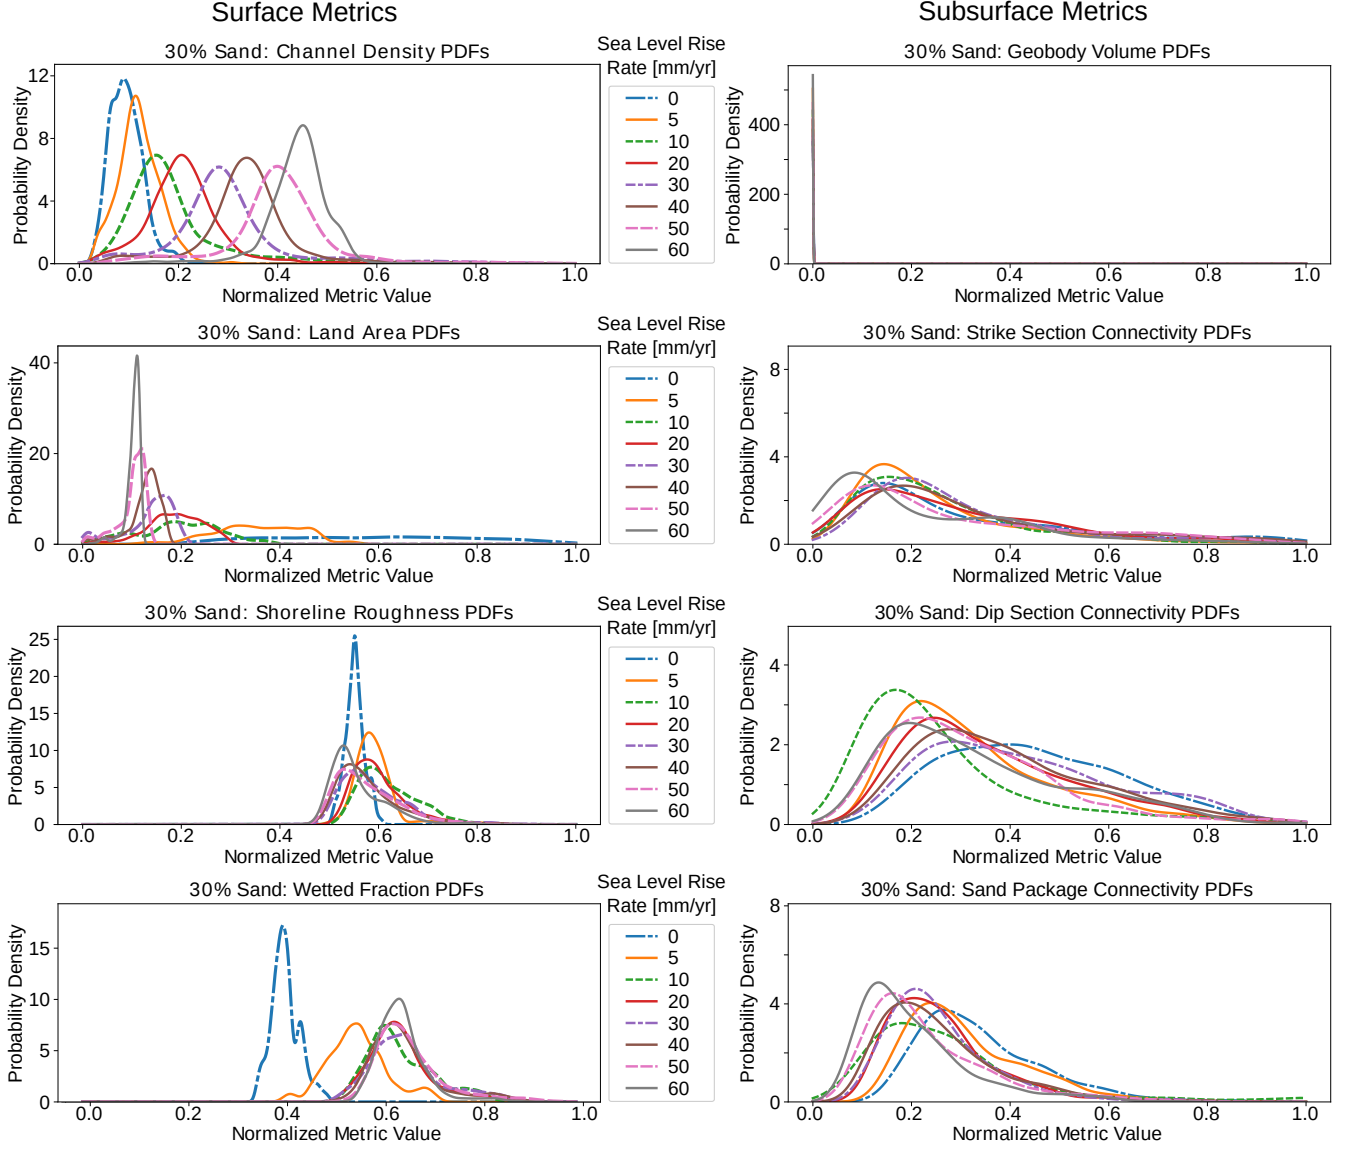 Surface Metrics
Subsurface Metrics
30% Sand: Channel Density PDFs
Probability Density
12
8
4
0
0.0 0.2 0.4 0.6 0.8 1.0
Normalized Metric Value
Sea Level Rise
Rate [mm/yr]
0
5
10
20
30
40
50
60
30% Sand: Geobody Volume PDFs
Probability Density
400
200
0
0.0 0.2 0.4 0.6 0.8 1.0
Normalized Metric Value
30% Sand: Land Area PDFs
Probability Density
40
20
0
0.0 0.2 0.4 0.6 0.8 1.0
Normalized Metric Value
Sea Level Rise
Rate [mm/yr]
0
5
10
20
30
40
50
60
30% Sand: Strike Section Connectivity PDFs
Probability Density
8
4
0
0.0 0.2 0.4 0.6 0.8 1.0
Normalized Metric Value
30% Sand: Shoreline Roughness PDFs
Probability Density
25
20
15
10
5
0
0.0 0.2 0.4 0.6 0.8 1.0
Normalized Metric Value
Sea Level Rise
Rate [mm/yr]
0
5
10
20
30
40
50
60
30% Sand: Dip Section Connectivity PDFs
Probability Density
4
2
0
0.0 0.2 0.4 0.6 0.8 1.0
Normalized Metric Value
30% Sand: Wetted Fraction PDFs
Probability Density
15
10
5
0
0.0 0.2 0.4 0.6 0.8 1.0
Normalized Metric Value
Sea Level Rise
Rate [mm/yr]
0
5
10
20
30
40
50
60
30% Sand: Sand Package Connectivity PDFs
Probability Density
8
4
0
0.0 0.2 0.4 0.6 0.8 1.0
Normalized Metric Value